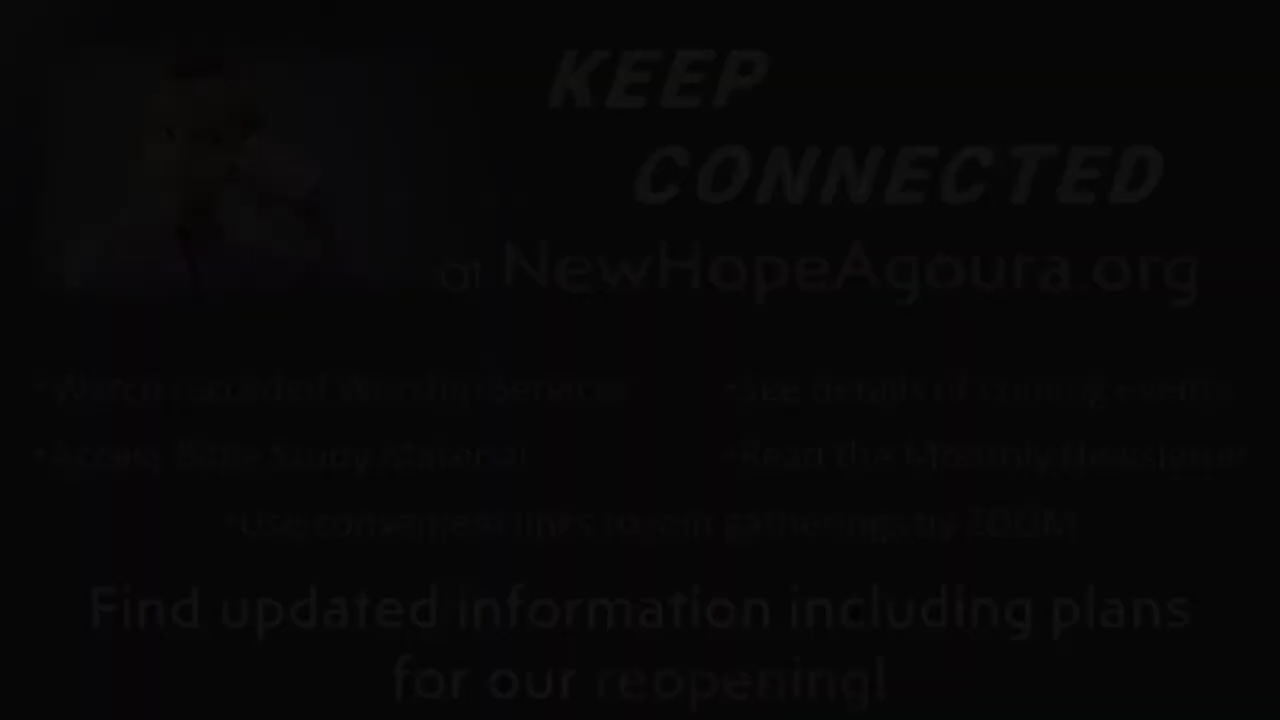 KEEP
CONNECTED
at NewHopeAgoura.org
•Watch recorded Worship Services
•See details of coming events
•Access Bible Study Material
•Read the Monthly Newsletter
•Use convenient links to join gatherings by ZOOM
Find updated information including plans
for our reopening!